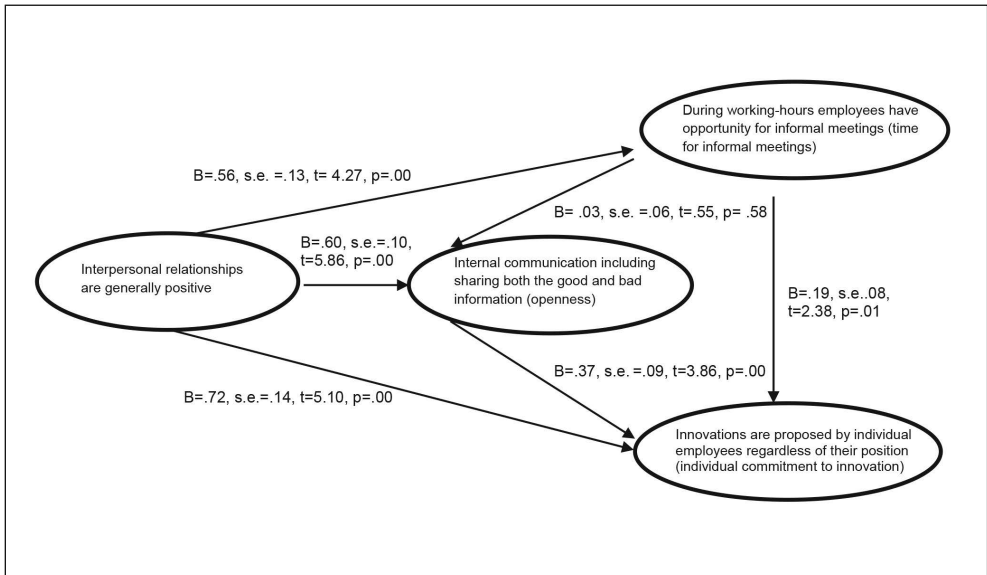 During working-hours employees have
opportunity for informal meetings (time
for informal meetings)
B=.56, s.e. =.13, t= 4.27, p=.00
B= .03, s.e. =.06, t=.55, p= .58
B=.60, s.e.=.10,
t=5.86, p=.00
Interpersonal relationships
are generally positive
Internal communication including
sharing both the good and bad
information (openness)
B=.19, s.e..08,
t=2.38, p=.01
B=.37, s.e. =.09, t=3.86, p=.00
B=.72, s.e.=.14, t=5.10, p=.00
Innovations are proposed by individual
employees regardless of their position
(individual commitment to innovation)